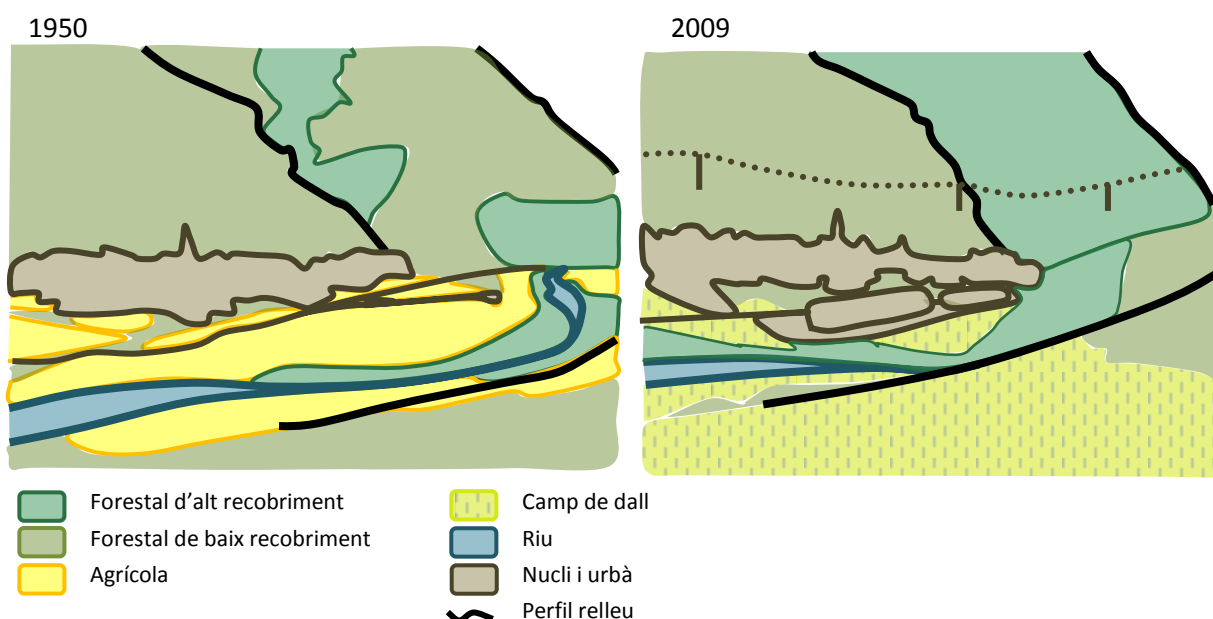 1950
2009
Forestal d'alt recobriment
Forestal de baix recobriment
Agrícola
Camp de dall
Riu
Nucli i urbà
Perfil relleu